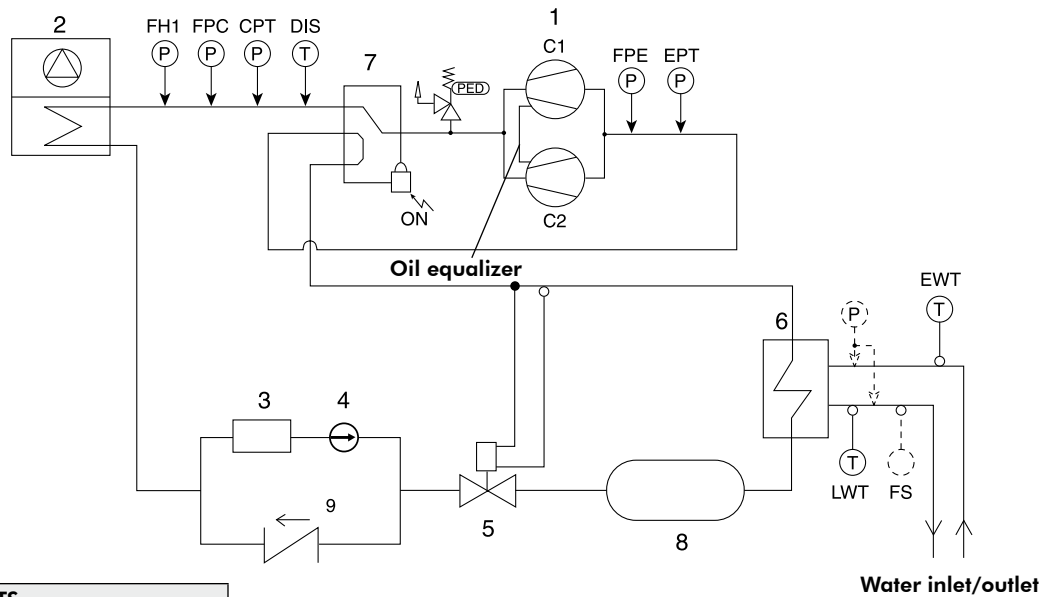 1
2
FH1 FPC CPT DIS
P P P T
7
PED
C1
FPE EPT
P P
C2
ON
Oil equalizer
EWT
T
P
6
3 4
9
5
8
T
LWT FS
Water inlet/outlet